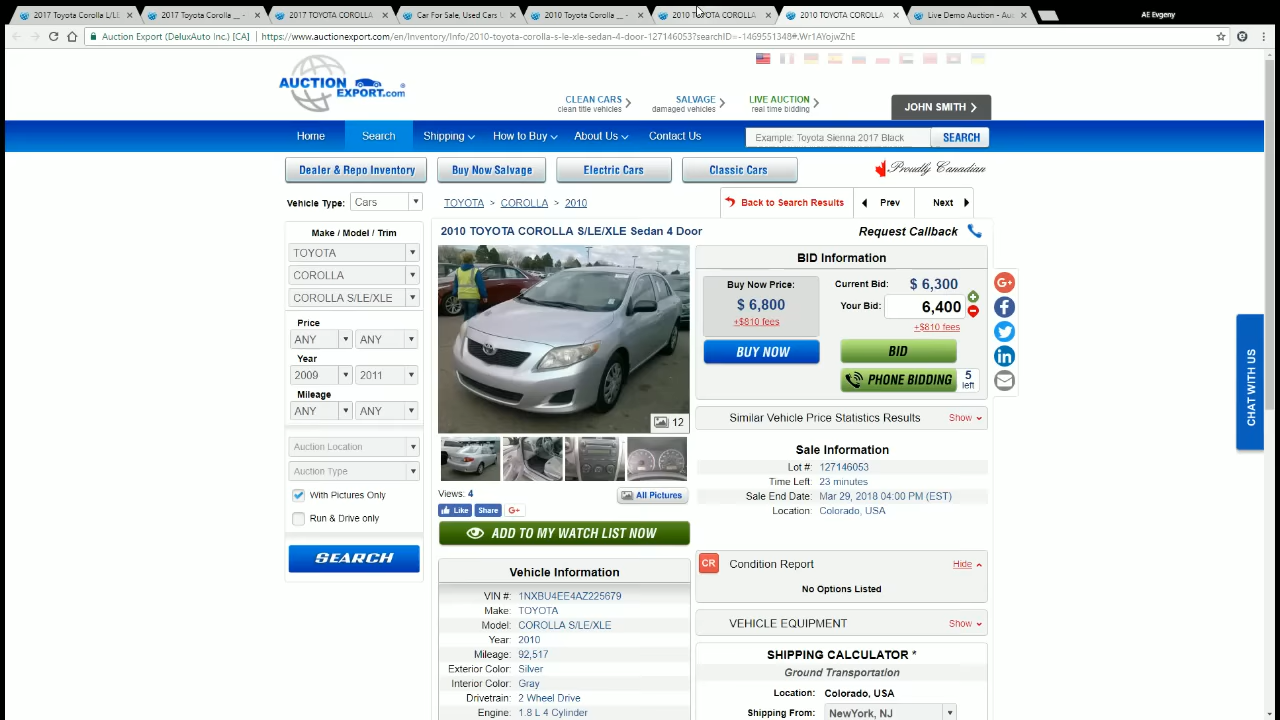 2017 Toyota Corolla L/LI
2017 Toyota Corolla __ -
2017 TOYOTA COROLLA
Car For Sale, Used Cars U
2010 Toyota Corolla __ -
2010 TOYOTA COROLLA
2010 TOYOTA COROLLA
Live Demo Auction - Au
AE Evgeny
Auction Export (DeluxAuto Inc.) [CA]
https://www.auctionexport.com/en/Inventory/Info/2010-toyota-corolla-s-le-xle-sedan-4-door-127146053?searchID=-1469551348#.Wr1AYojwZhE
AUCTION
EXPORT.com
CLEAN CARS
clean title vehicles
SALVAGE
damaged vehicles
LIVE AUCTION
real time bidding
JOHN SMITH
Home
Search
Shipping
How to Buy
About Us
Contact Us
Example: Toyota Sienna 2017 Black
SEARCH
Dealer & Repo Inventory
Buy Now Salvage
Electric Cars
Classic Cars
Proudly Canadian
Vehicle Type: Cars
TOYOTA > COROLLA > 2010
Back to Search Results
Prev
Next
Make / Model / Trim
TOYOTA
COROLLA
COROLLA S/LE/XLE
Price
ANY ANY
Year
2009 2011
Mileage
ANY ANY
Auction Location
Auction Type
With Pictures Only
Run & Drive only
SEARCH
2010 TOYOTA COROLLA S/LE/XLE Sedan 4 Door
Request Callback
12
Views: 4
All Pictures
Like
Share
G+
ADD TO MY WATCH LIST NOW
Vehicle Information
VIN #: 1NXBU4EE4AZ225679
Make: TOYOTA
Model: COROLLA S/LE/XLE
Year: 2010
Mileage: 92,517
Exterior Color: Silver
Interior Color: Gray
Drivetrain: 2 Wheel Drive
Engine: 1.8 L 4 Cylinder
BID Information
Buy Now Price:
$ 6,800
+$810 fees
BUY NOW
Current Bid: $ 6,300
Your Bid: 6,400
+$810 fees
BID
PHONE BIDDING
5
left
Similar Vehicle Price Statistics Results Show
Sale Information
Lot #: 127146053
Time Left: 23 minutes
Sale End Date: Mar 29, 2018 04:00 PM (EST)
Location: Colorado, USA
CR Condition Report Hide
No Options Listed
VEHICLE EQUIPMENT Show
SHIPPING CALCULATOR *
Ground Transportation
Location: Colorado, USA
Shipping From: NewYork, NJ
G+
CHAT WITH US